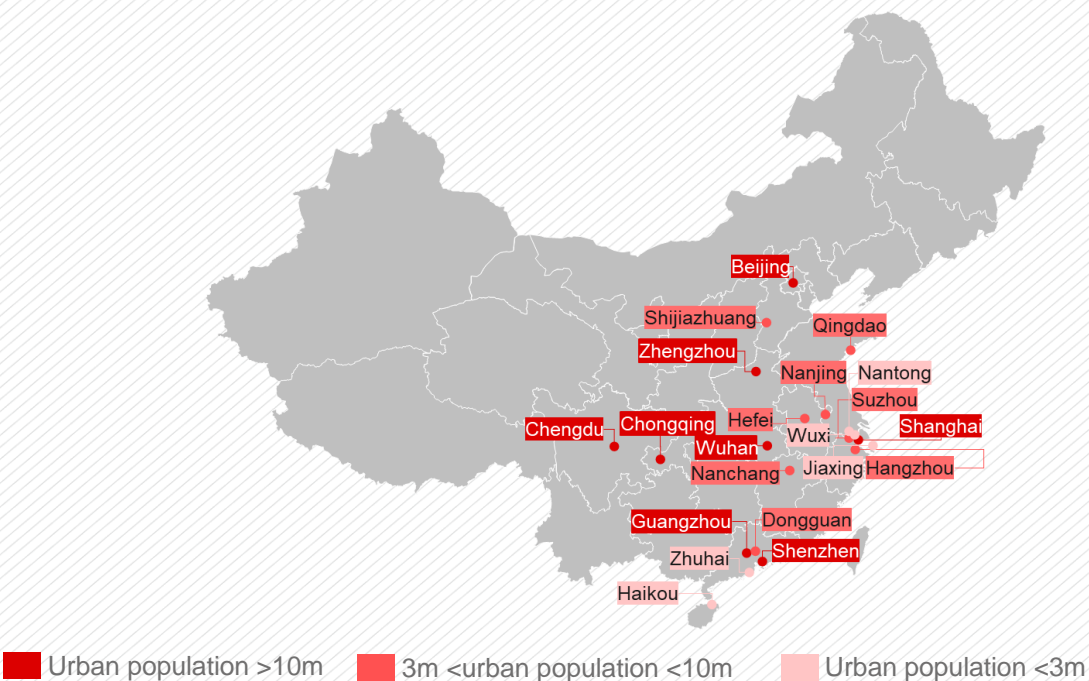 Beijing
Shijiazhuang
Qingdao
Zhengzhou
Nanjing
Nantong
Suzhou
Hefei
Chongqing
Chengdu
Wuxi
Shanghai
Wuhan
Nanchang
Jiaxing
Hangzhou
Guangzhou
Dongguan
Zhuhai
Shenzhen
Haikou
Urban population >10m
3m <urban population <10m
Urban population <3m